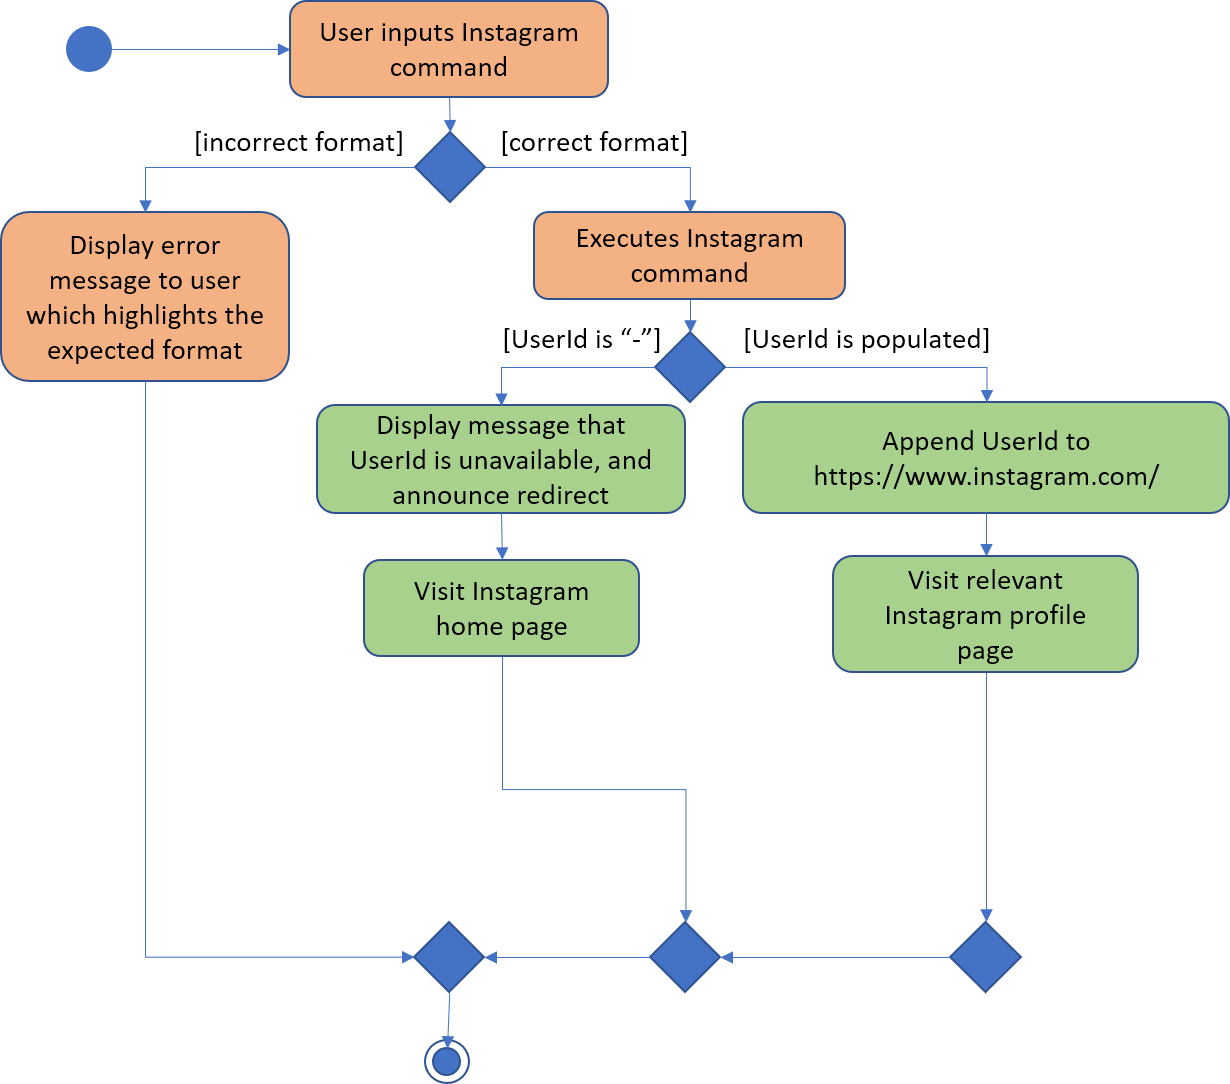 User inputs Instagram
command
[incorrect format]
[correct format]
Display error
message to user
which highlights the
expected format
Executes Instagram
command
[UserId is “-”]
[UserId is populated]
Display message that
UserId is unavailable, and
announce redirect
Append UserId to
https://www.instagram.com/
Visit Instagram
home page
Visit relevant
Instagram profile
page